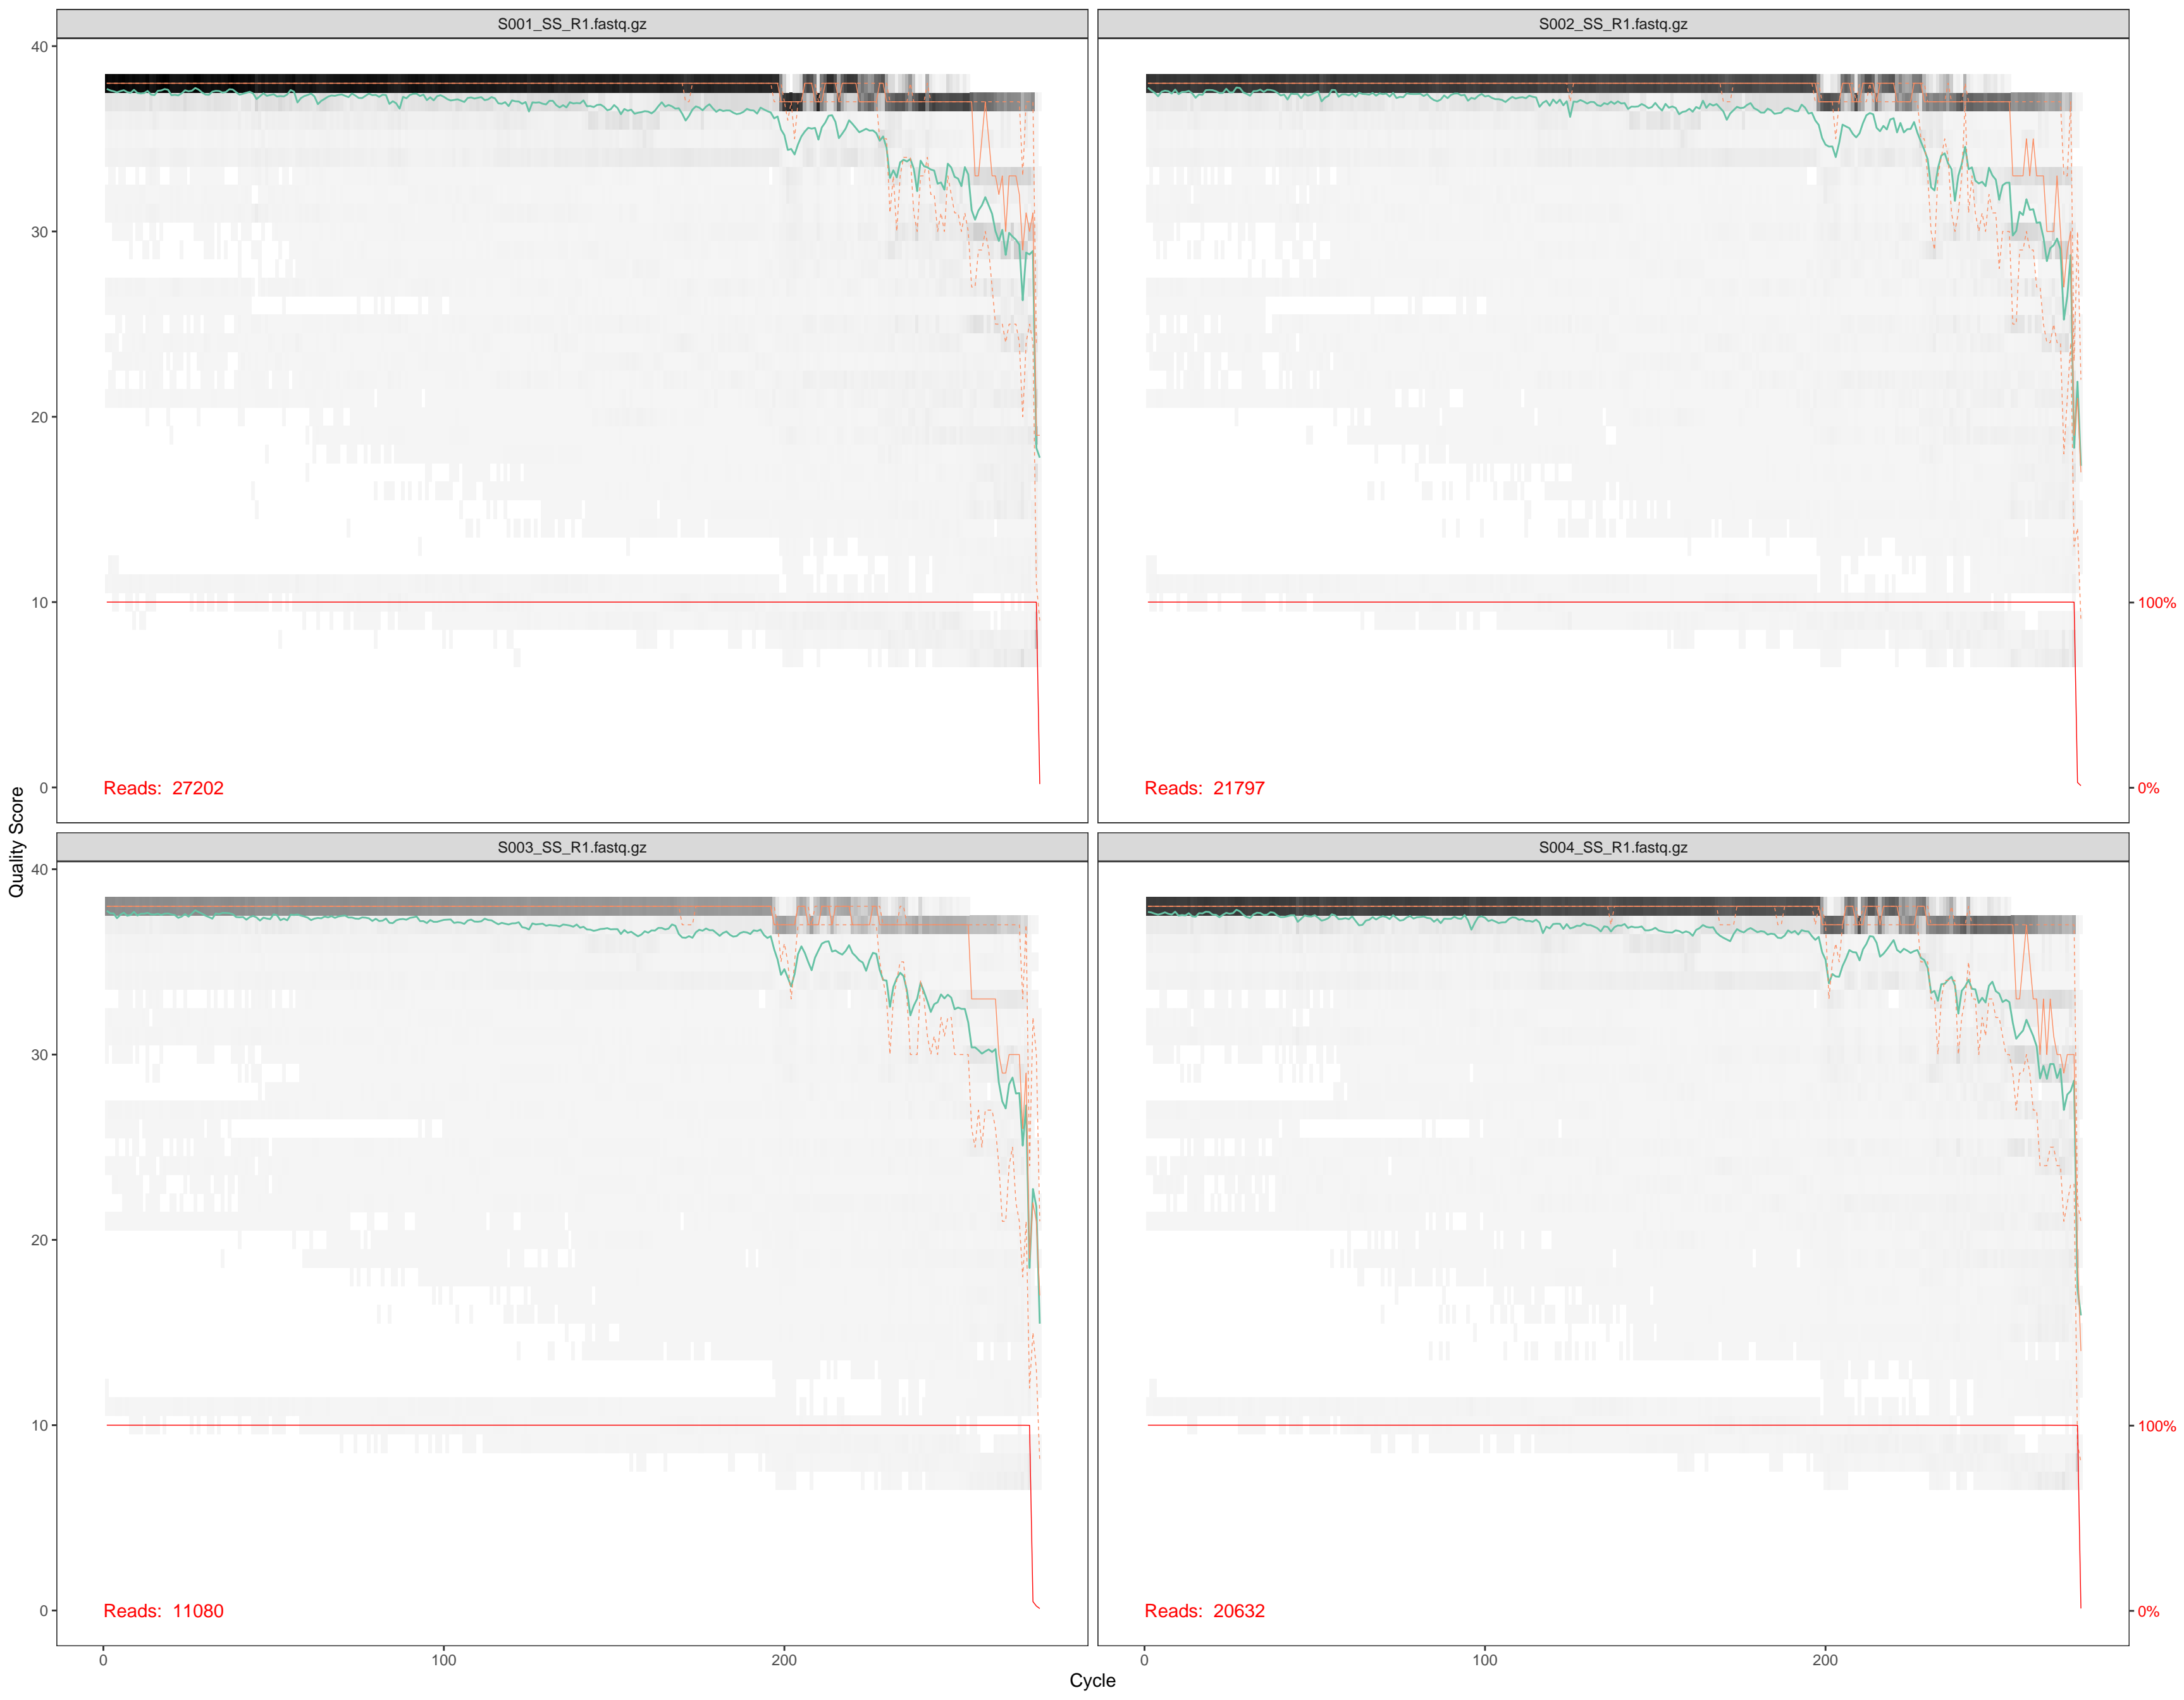 S001_SS_R1.fastq.gz
S002_SS_R1.fastq.gz
40
30
20
10
0
Reads: 27202
Reads: 21797
100%
0%
Quality Score
S003_SS_R1.fastq.gz
S004_SS_R1.fastq.gz
40
30
20
10
0
Reads: 11080
Reads: 20632
100%
0%
0
100
200
0
100
200
Cycle